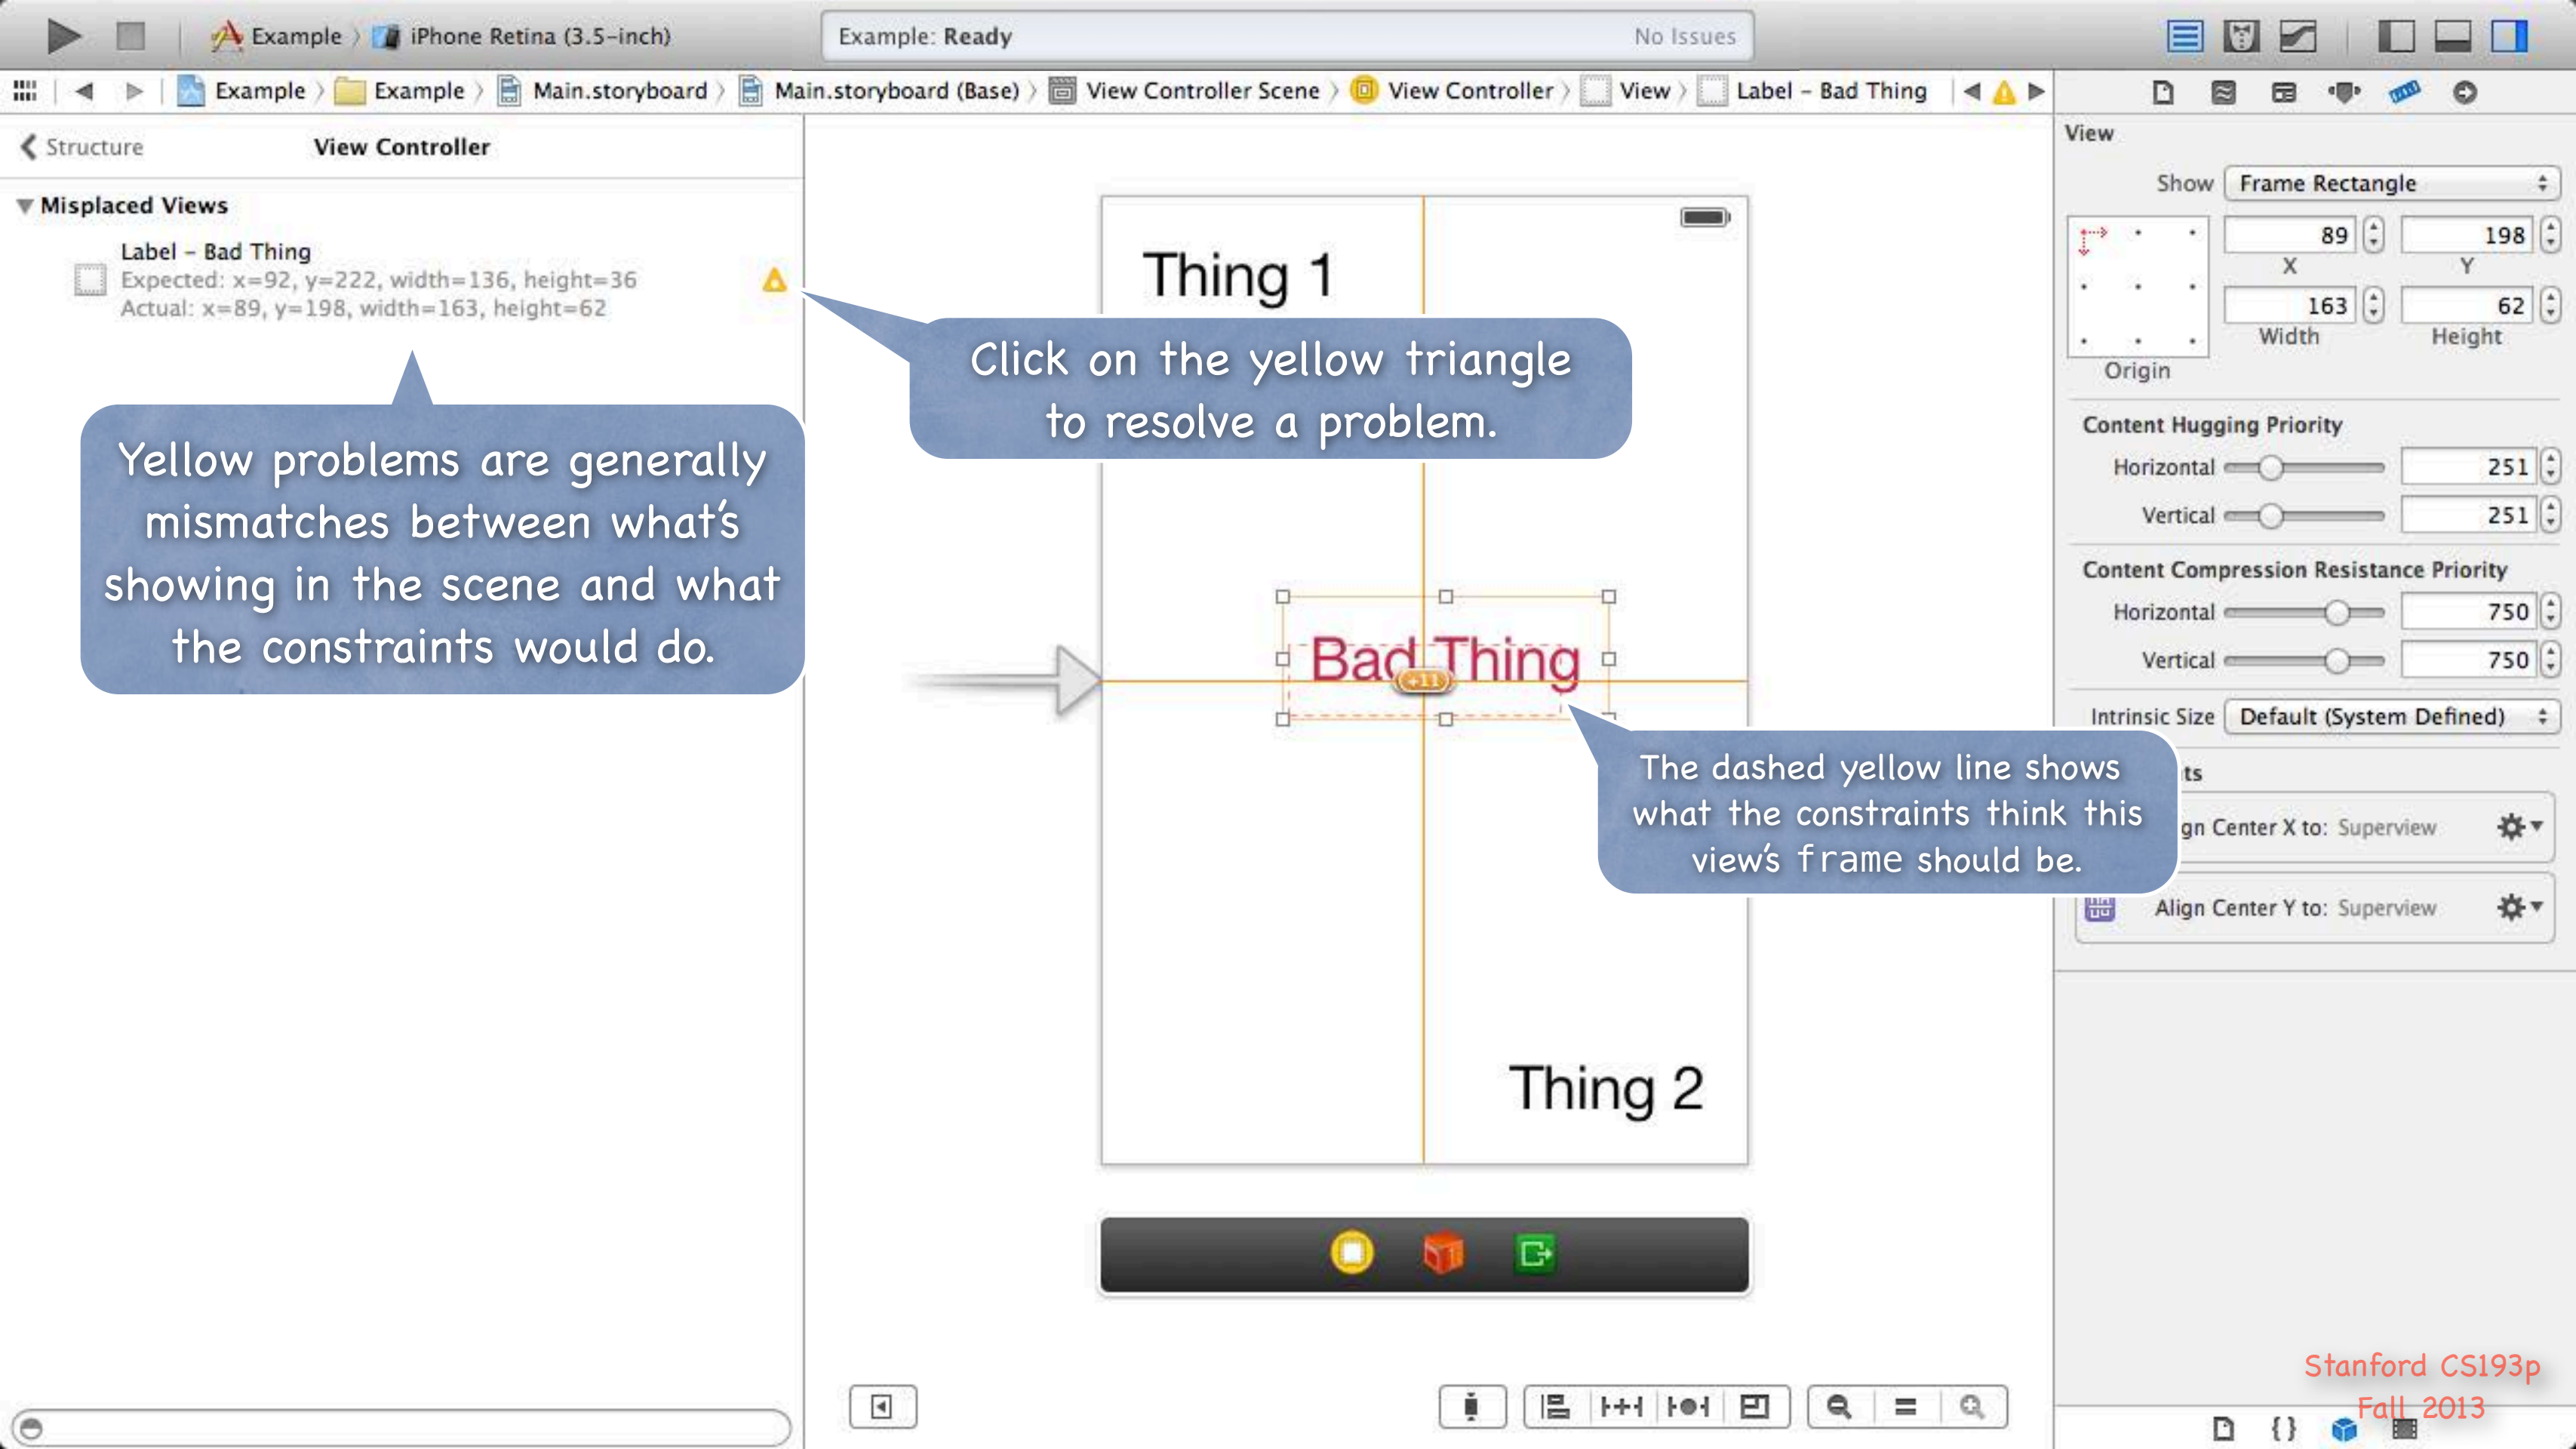 Example iPhone Retina (3.5-inch)
Example: Ready
No Issues
Example Example Main.storyboard Main.storyboard (Base) View Controller Scene View Controller View Label - Bad Thing
Structure
View Controller
Misplaced Views
Label - Bad Thing
Expected: x=92, y=222, width=136, height=36
Actual: x=89, y=198, width=163, height=62
Yellow problems are generally
mismatches between what's
showing in the scene and what
the constraints would do.
Thing 1
Click on the yellow triangle
to resolve a problem.
Bad Thing
+11
The dashed yellow line shows
what the constraints think this
view's frame should be.
Thing 2
View
Show Frame Rectangle
89 198
X Y
163 62
Width Height
Origin
Content Hugging Priority
Horizontal 251
Vertical 251
Content Compression Resistance Priority
Horizontal 750
Vertical 750
Intrinsic Size Default (System Defined)
ts
gn Center X to: Superview
Align Center Y to: Superview
Stanford CS193p
Fall 2013